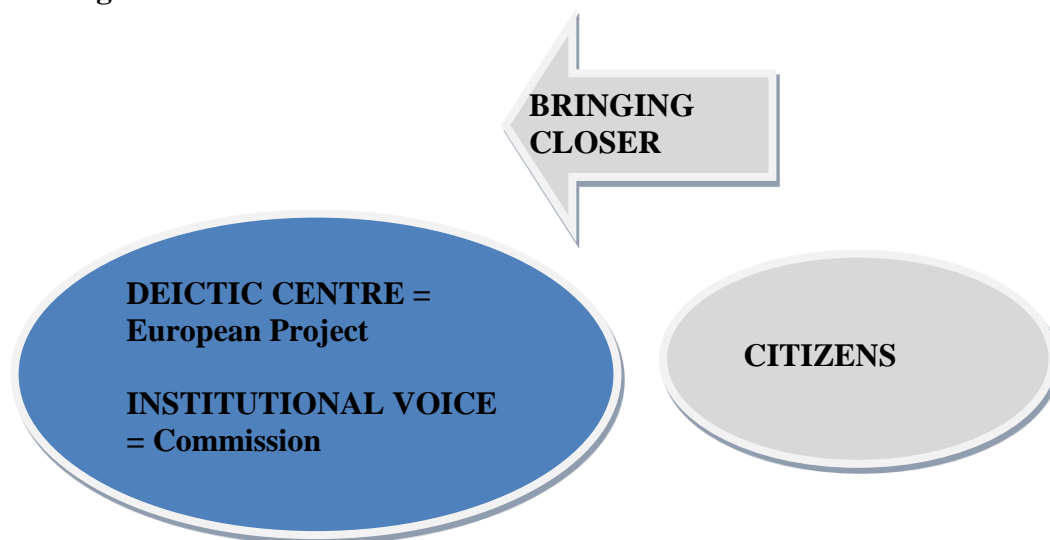 BRINGING
CLOSER
DEICTIC CENTRE =
European Project
INSTITUTIONAL VOICE
= Commission
CITIZENS